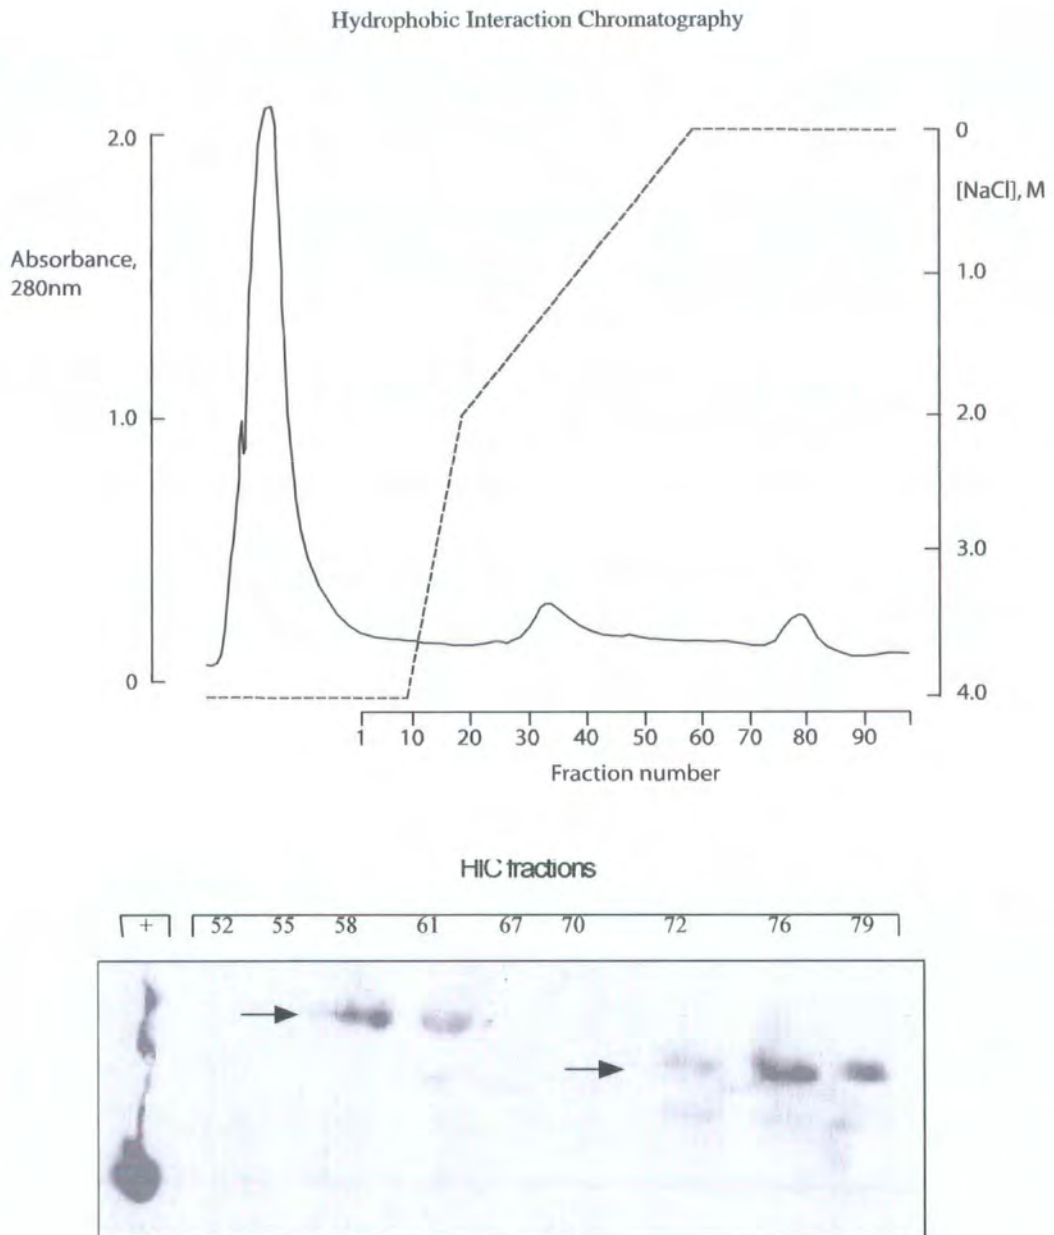 Hydrophobic Interaction Chromatography
2.0
1.0
0
Absorbance,
280nm
0
[NaCl], M
1.0
2.0
3.0
4.0
1 10 20 30 40 50 60 70 80 90
Fraction number
HIC fractions
+ 52 55 58 61 67 70 72 76 79